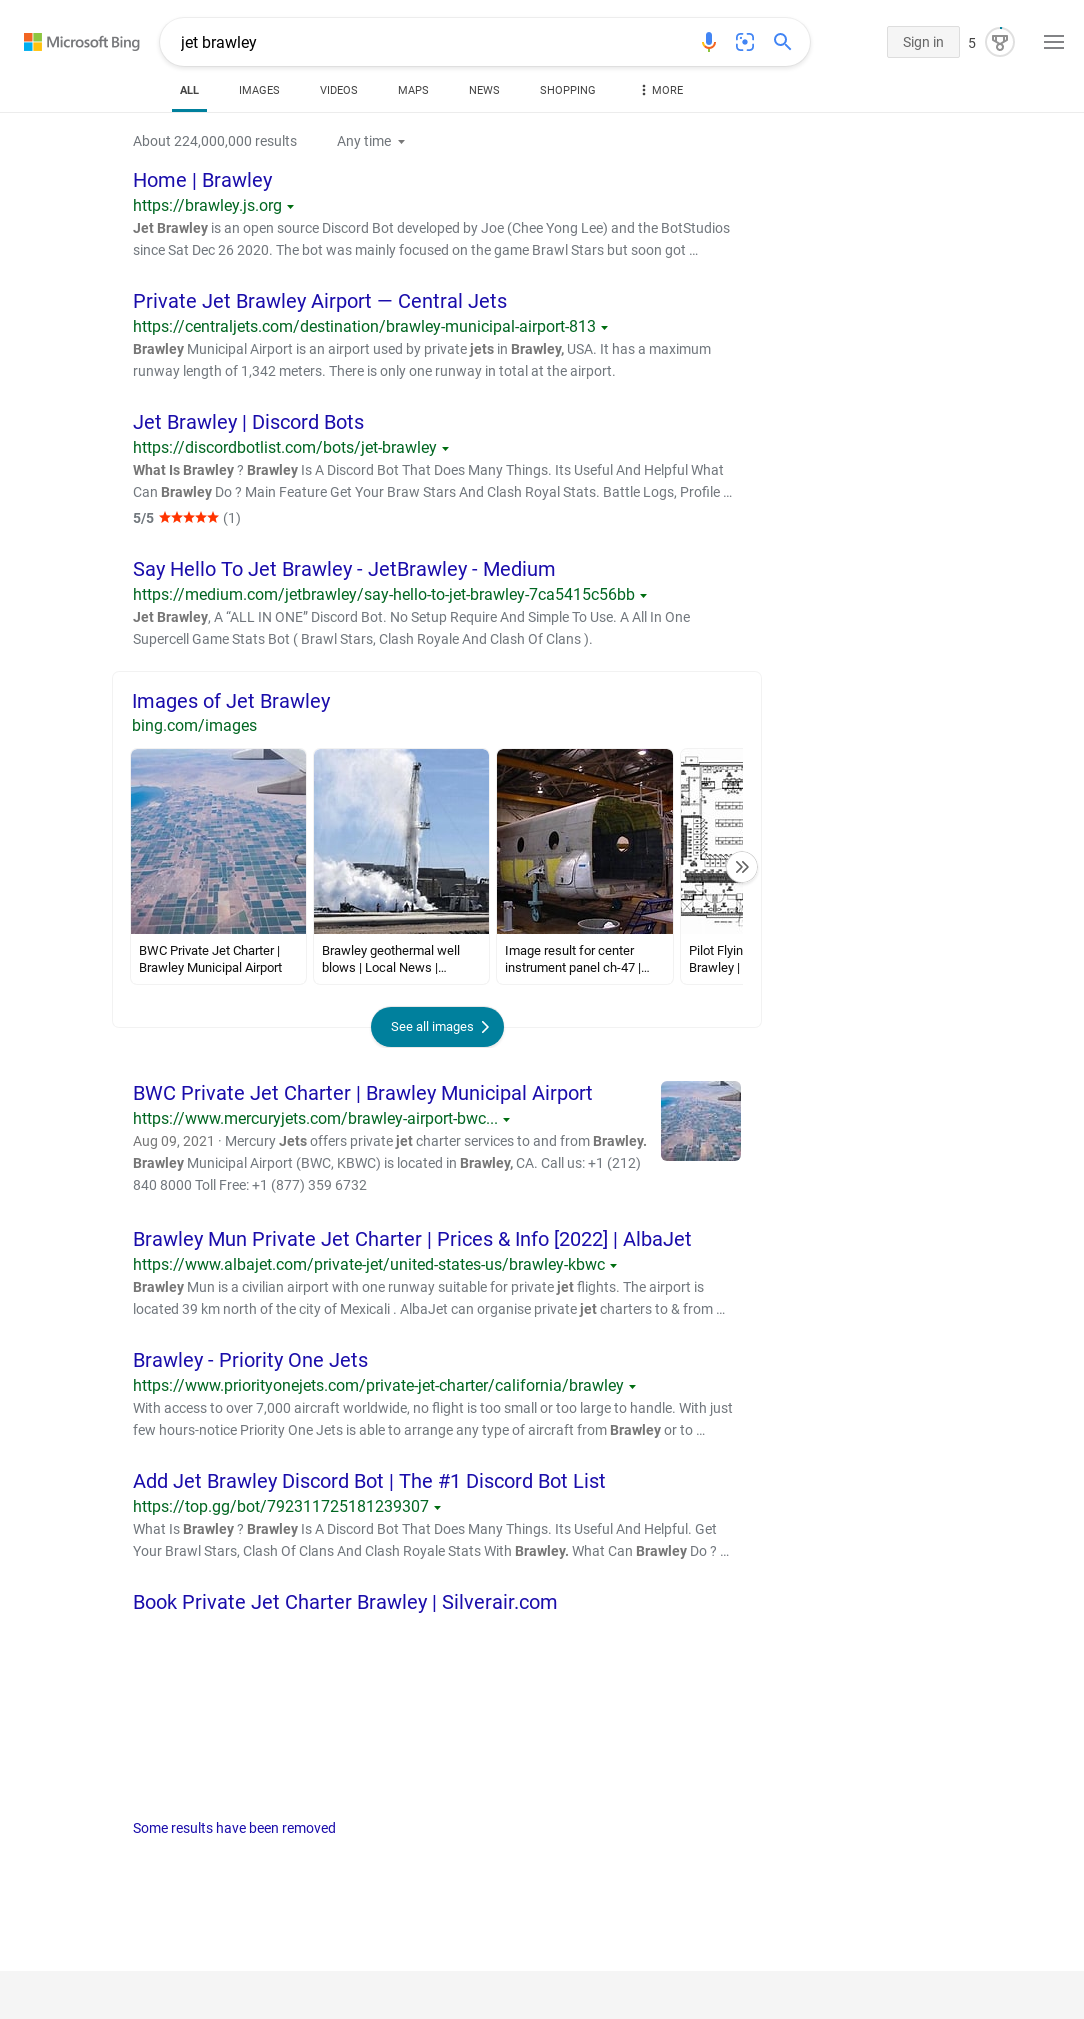 Microsoft Bing
jet brawley
Sign in
5
ALL
IMAGES
VIDEOS
MAPS
NEWS
SHOPPING
MORE
About 224,000,000 results
Any time
Home | Brawley
https://brawley.js.org
Jet Brawley is an open source Discord Bot developed by Joe (Chee Yong Lee) and the BotStudios
since Sat Dec 26 2020. The bot was mainly focused on the game Brawl Stars but soon got …
Private Jet Brawley Airport — Central Jets
https://centraljets.com/destination/brawley-municipal-airport-813
Brawley Municipal Airport is an airport used by private jets in Brawley, USA. It has a maximum
runway length of 1,342 meters. There is only one runway in total at the airport.
Jet Brawley | Discord Bots
https://discordbotlist.com/bots/jet-brawley
What Is Brawley ? Brawley Is A Discord Bot That Does Many Things. Its Useful And Helpful What
Can Brawley Do ? Main Feature Get Your Braw Stars And Clash Royal Stats. Battle Logs, Profile …
5/5 ★★★★★ (1)
Say Hello To Jet Brawley - JetBrawley - Medium
https://medium.com/jetbrawley/say-hello-to-jet-brawley-7ca5415c56bb
Jet Brawley, A “ALL IN ONE” Discord Bot. No Setup Require And Simple To Use. A All In One
Supercell Game Stats Bot ( Brawl Stars, Clash Royale And Clash Of Clans ).
Images of Jet Brawley
bing.com/images
BWC Private Jet Charter |
Brawley Municipal Airport
Brawley geothermal well
blows | Local News |…
Image result for center
instrument panel ch-47 |…
Pilot Flyin
Brawley |
See all images
BWC Private Jet Charter | Brawley Municipal Airport
https://www.mercuryjets.com/brawley-airport-bwc...
Aug 09, 2021 · Mercury Jets offers private jet charter services to and from Brawley.
Brawley Municipal Airport (BWC, KBWC) is located in Brawley, CA. Call us: +1 (212)
840 8000 Toll Free: +1 (877) 359 6732
Brawley Mun Private Jet Charter | Prices & Info [2022] | AlbaJet
https://www.albajet.com/private-jet/united-states-us/brawley-kbwc
Brawley Mun is a civilian airport with one runway suitable for private jet flights. The airport is
located 39 km north of the city of Mexicali . AlbaJet can organise private jet charters to & from …
Brawley - Priority One Jets
https://www.priorityonejets.com/private-jet-charter/california/brawley
With access to over 7,000 aircraft worldwide, no flight is too small or too large to handle. With just
few hours-notice Priority One Jets is able to arrange any type of aircraft from Brawley or to …
Add Jet Brawley Discord Bot | The #1 Discord Bot List
https://top.gg/bot/792311725181239307
What Is Brawley ? Brawley Is A Discord Bot That Does Many Things. Its Useful And Helpful. Get
Your Brawl Stars, Clash Of Clans And Clash Royale Stats With Brawley. What Can Brawley Do ? …
Book Private Jet Charter Brawley | Silverair.com
Some results have been removed